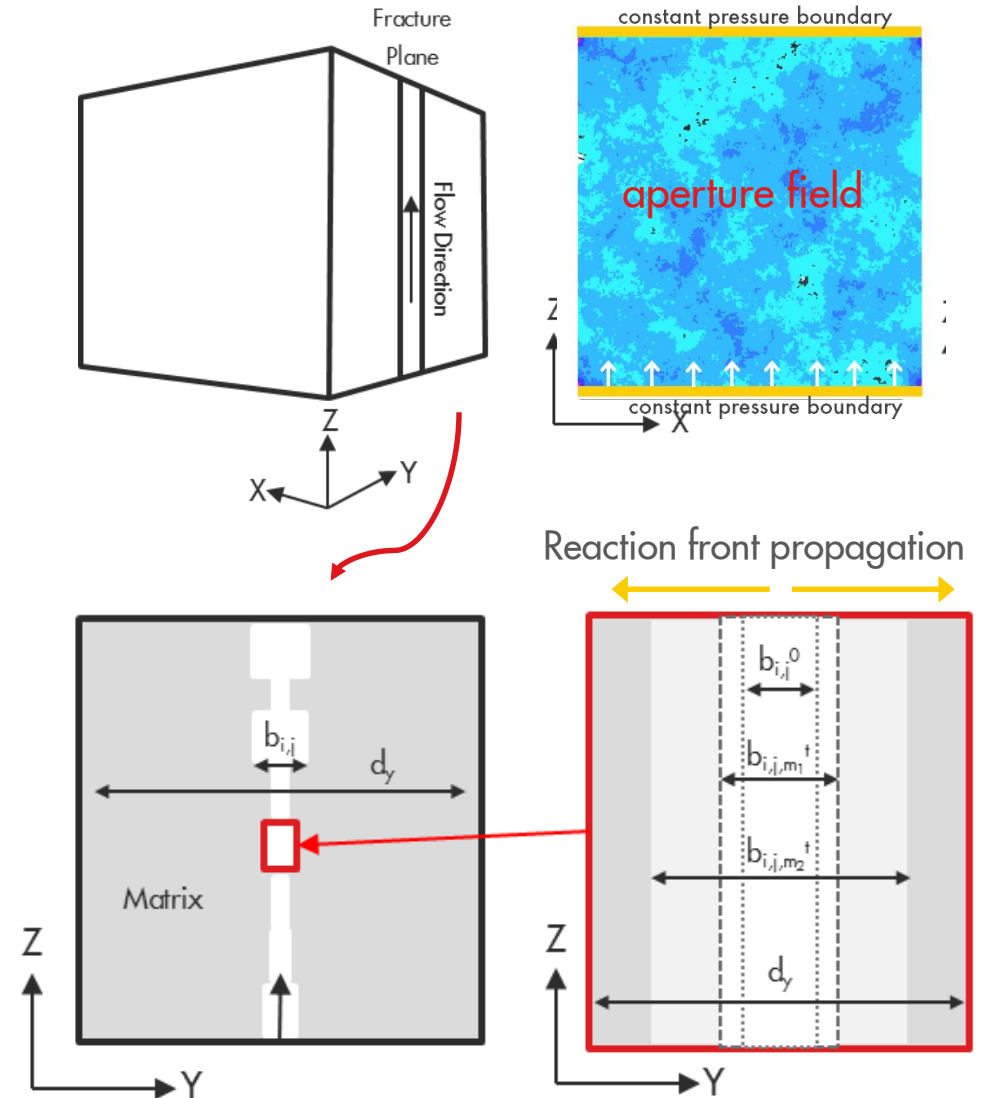 Fracture
Plane
Flow Direction
Z
X
Y
constant pressure boundary
aperture field
constant pressure boundary
Z
X
Reaction front propagation
b_{i,j}
d_y
Matrix
Z
Y
b_{i,j}^0
b_{i,j,m_1}^t
b_{i,j,m_2}^t
d_y
Z
Y